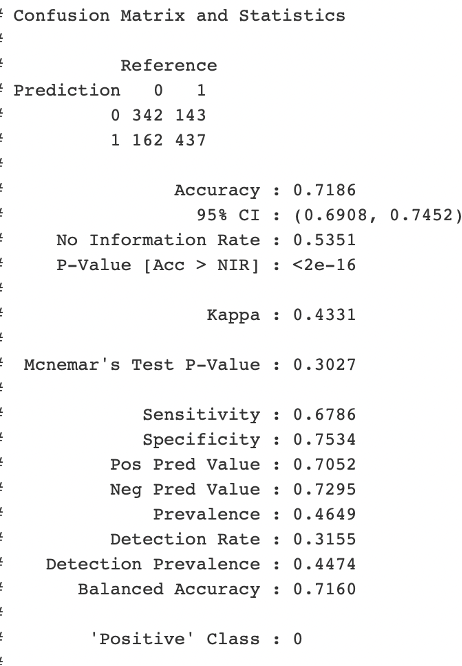 # Confusion Matrix and Statistics
#
#           Reference
# Prediction   0   1
#          0 342 143
#          1 162 437
#
#                Accuracy : 0.7186
#                  95% CI : (0.6908, 0.7452)
#     No Information Rate : 0.5351
#     P-Value [Acc > NIR] : <2e-16
#
#                   Kappa : 0.4331
#
#  Mcnemar's Test P-Value : 0.3027
#
#             Sensitivity : 0.6786
#             Specificity : 0.7534
#          Pos Pred Value : 0.7052
#          Neg Pred Value : 0.7295
#              Prevalence : 0.4649
#          Detection Rate : 0.3155
#    Detection Prevalence : 0.4474
#       Balanced Accuracy : 0.7160
#
#        'Positive' Class : 0
#